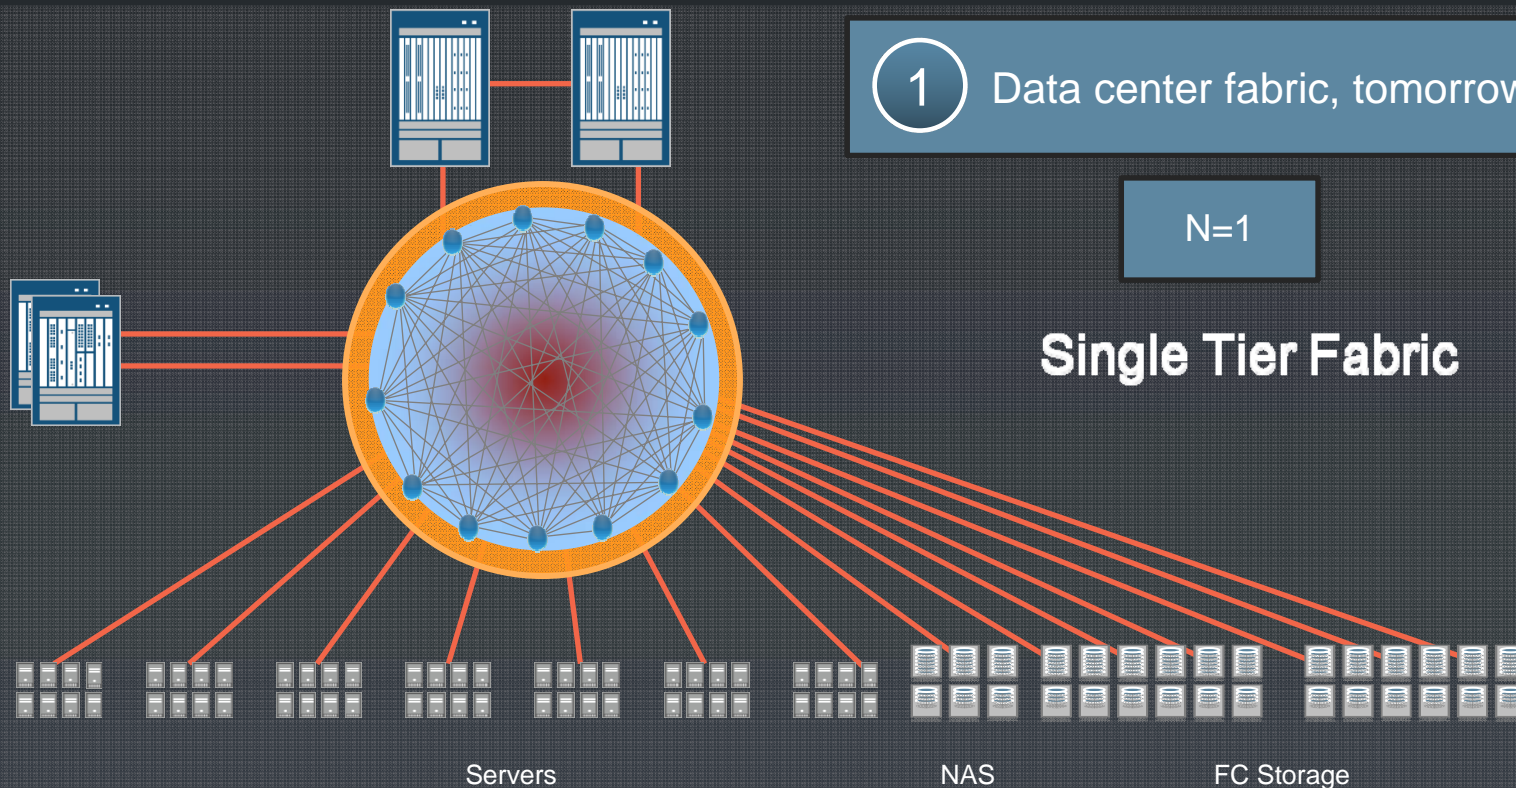 1
Data center fabric, tomorrow
N=1
Single Tier Fabric
Servers
NAS
FC Storage